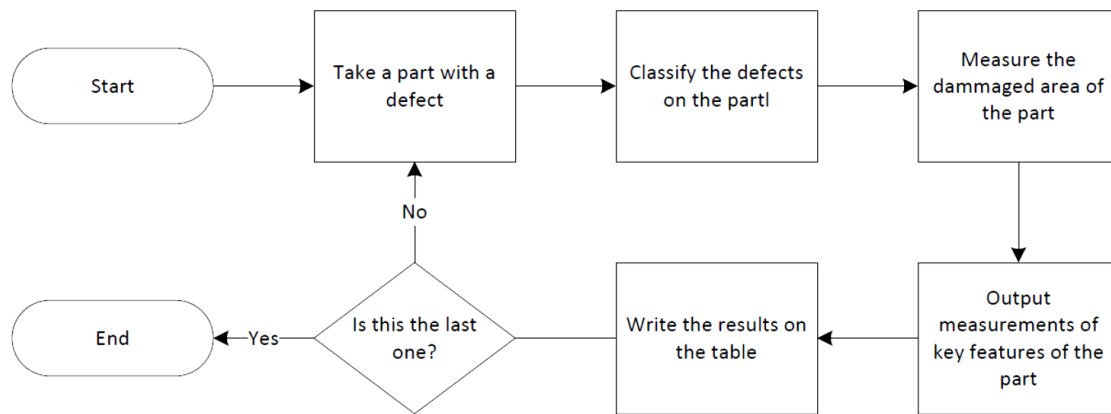 Start
Take a part with a
defect
Classify the defects
on the partl
Measure the
dammaged area of
the part
No
End
Yes
Is this the last
one?
Write the results on
the table
Output
measurements of
key features of the
part